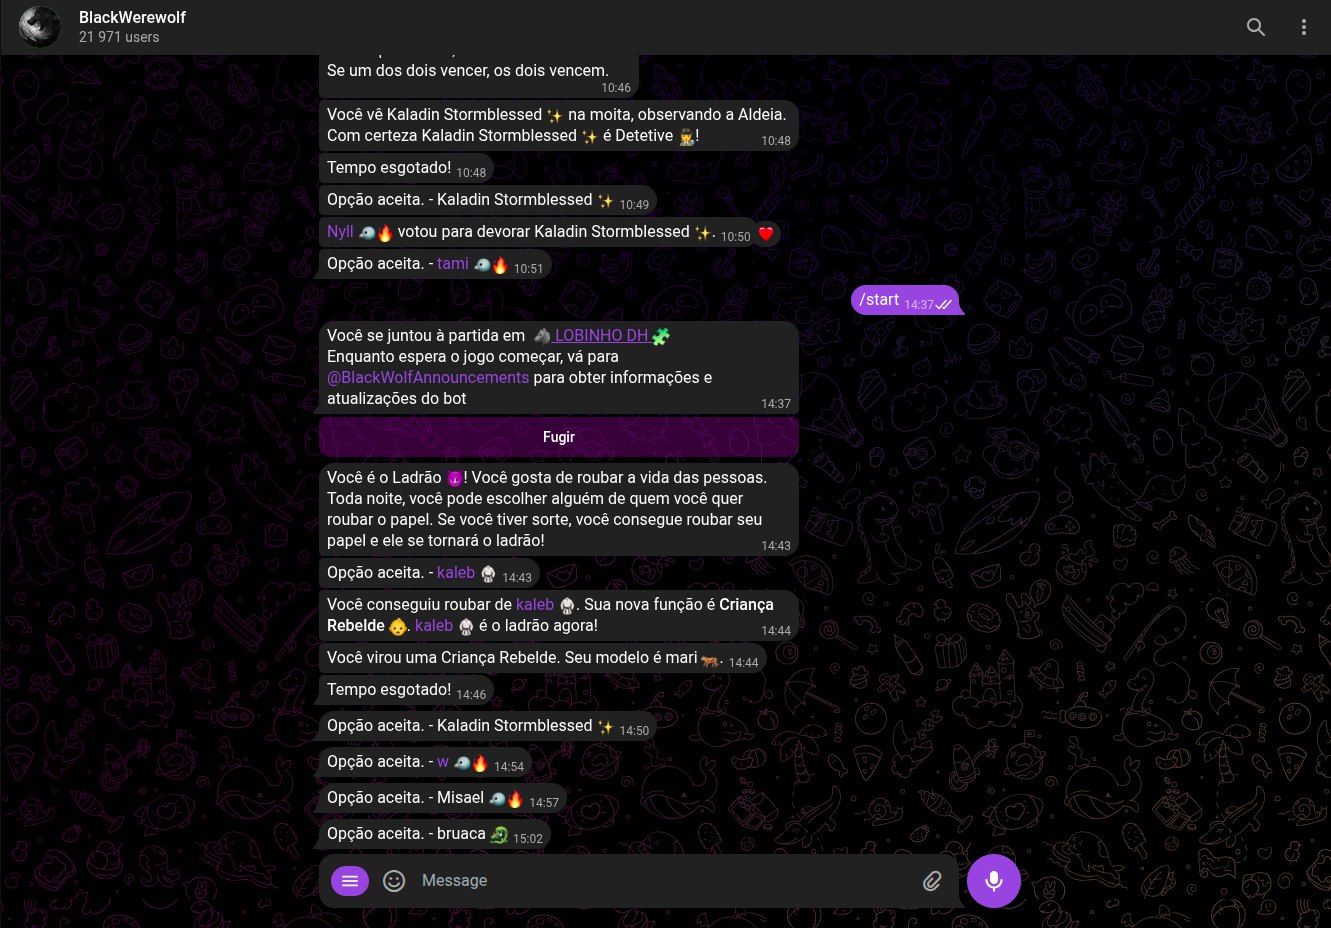 BlackWerewolf
21 971 users
Se um dos dois vencer, os dois vencem.
10:46
Você vê Kaladin Stormblessed ✨ na moita, observando a Aldeia.
Com certeza Kaladin Stormblessed ✨ é Detetive 🕵️!
10:48
Tempo esgotado! 10:48
Opção aceita. - Kaladin Stormblessed ✨ 10:49
Nyll 🐦🔥 votou para devorar Kaladin Stormblessed ✨. 10:50 ❤️
Opção aceita. - tami 🐦🔥 10:51
/start 14:37
Você se juntou à partida em 🐺 LOBINHO DH 🧩
Enquanto espera o jogo começar, vá para
@BlackWolfAnnouncements para obter informações e
atualizações do bot
14:37
Fugir
Você é o Ladrão 😈! Você gosta de roubar a vida das pessoas.
Toda noite, você pode escolher alguém de quem você quer
roubar o papel. Se você tiver sorte, você consegue roubar seu
papel e ele se tornará o ladrão!
14:43
Opção aceita. - kaleb 14:43
Você conseguiu roubar de kaleb. Sua nova função é Criança
Rebelde 👶. kaleb é o ladrão agora!
14:44
Você virou uma Criança Rebelde. Seu modelo é mari 🐅. 14:44
Tempo esgotado! 14:46
Opção aceita. - Kaladin Stormblessed ✨ 14:50
Opção aceita. - w 🐦🔥 14:54
Opção aceita. - Misael 🐦🔥 14:57
Opção aceita. - bruaca 🐉 15:02
Message